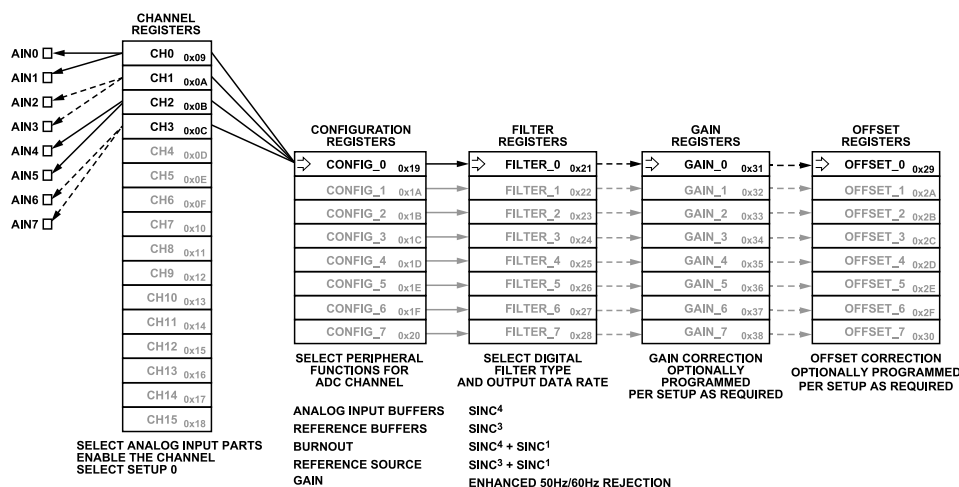 CHANNEL
REGISTERS
AIN0
AIN1
AIN2
AIN3
AIN4
AIN5
AIN6
AIN7
CH0 0x09
CH1 0x0A
CH2 0x0B
CH3 0x0C
CH4 0x0D
CH5 0x0E
CH6 0x0F
CH7 0x10
CH8 0x11
CH9 0x12
CH10 0x13
CH11 0x14
CH12 0x15
CH13 0x16
CH14 0x17
CH15 0x18
SELECT ANALOG INPUT PARTS
ENABLE THE CHANNEL
SELECT SETUP 0
CONFIGURATION
REGISTERS
CONFIG_0 0x19
CONFIG_1 0x1A
CONFIG_2 0x1B
CONFIG_3 0x1C
CONFIG_4 0x1D
CONFIG_5 0x1E
CONFIG_6 0x1F
CONFIG_7 0x20
SELECT PERIPHERAL
FUNCTIONS FOR
ADC CHANNEL
ANALOG INPUT BUFFERS
REFERENCE BUFFERS
BURNOUT
REFERENCE SOURCE
GAIN
FILTER
REGISTERS
FILTER_0 0x21
FILTER_1 0x22
FILTER_2 0x23
FILTER_3 0x24
FILTER_4 0x25
FILTER_5 0x26
FILTER_6 0x27
FILTER_7 0x28
SELECT DIGITAL
FILTER TYPE
AND OUTPUT DATA RATE
SINC4
SINC3
SINC4 + SINC1
SINC3 + SINC1
ENHANCED 50Hz/60Hz REJECTION
GAIN
REGISTERS
GAIN_0 0x31
GAIN_1 0x32
GAIN_2 0x33
GAIN_3 0x34
GAIN_4 0x35
GAIN_5 0x36
GAIN_6 0x37
GAIN_7 0x38
GAIN CORRECTION
OPTIONALLY
PROGRAMMED
PER SETUP AS REQUIRED
OFFSET
REGISTERS
OFFSET_0 0x29
OFFSET_1 0x2A
OFFSET_2 0x2B
OFFSET_3 0x2C
OFFSET_4 0x2D
OFFSET_5 0x2E
OFFSET_6 0x2F
OFFSET_7 0x30
OFFSET CORRECTION
OPTIONALLY PROGRAMMED
PER SETUP AS REQUIRED